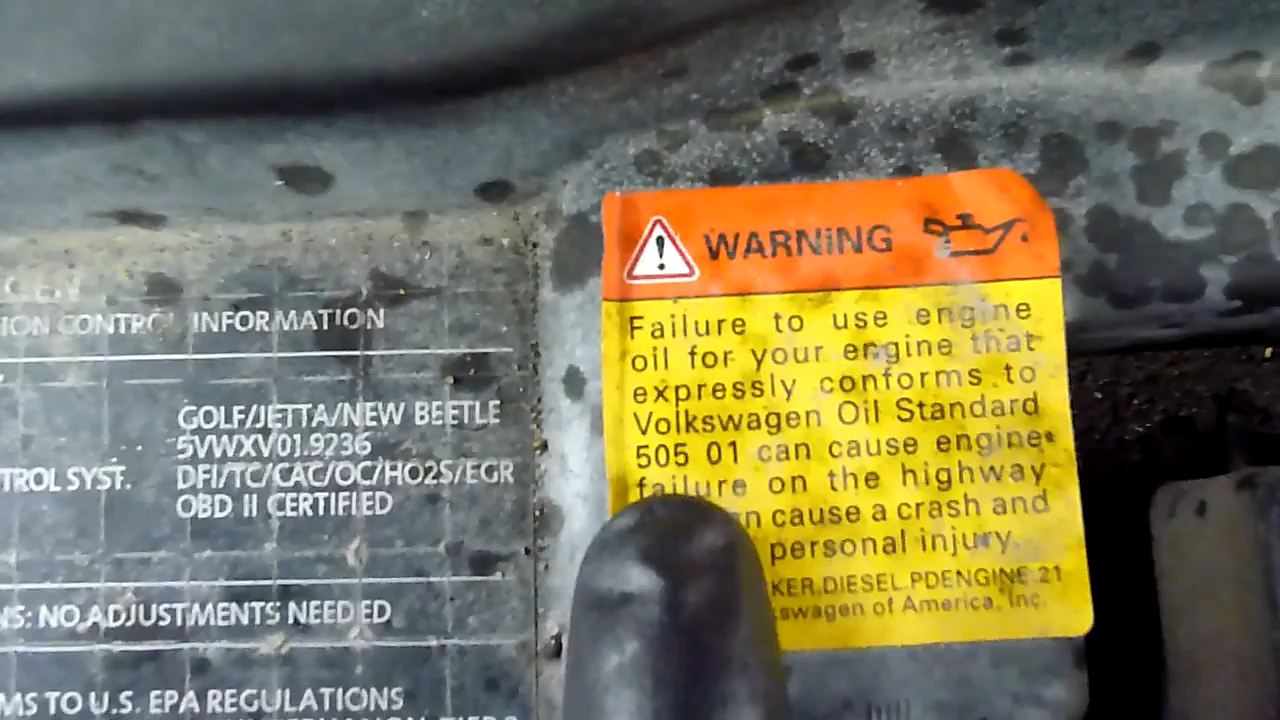 ION CONTRO INFORMATION
GOLF/JETTA/NEW BEETLE
5VWXV01.9236
TROL SYST. DFI/TC/CAC/OC/HO2S/EGR
OBD II CERTIFIED
NS: NO ADJUSTMENTS NEEDED
MS TO U.S. EPA REGULATIONS
WARNING
Failure to use engine
oil for your engine that
expressly conforms to
Volkswagen Oil Standard
505 01 can cause engine
failure on the highway
n cause a crash and
personal injury.
KER.DIESEL.PDENGINE.21
swagen of America, Inc.